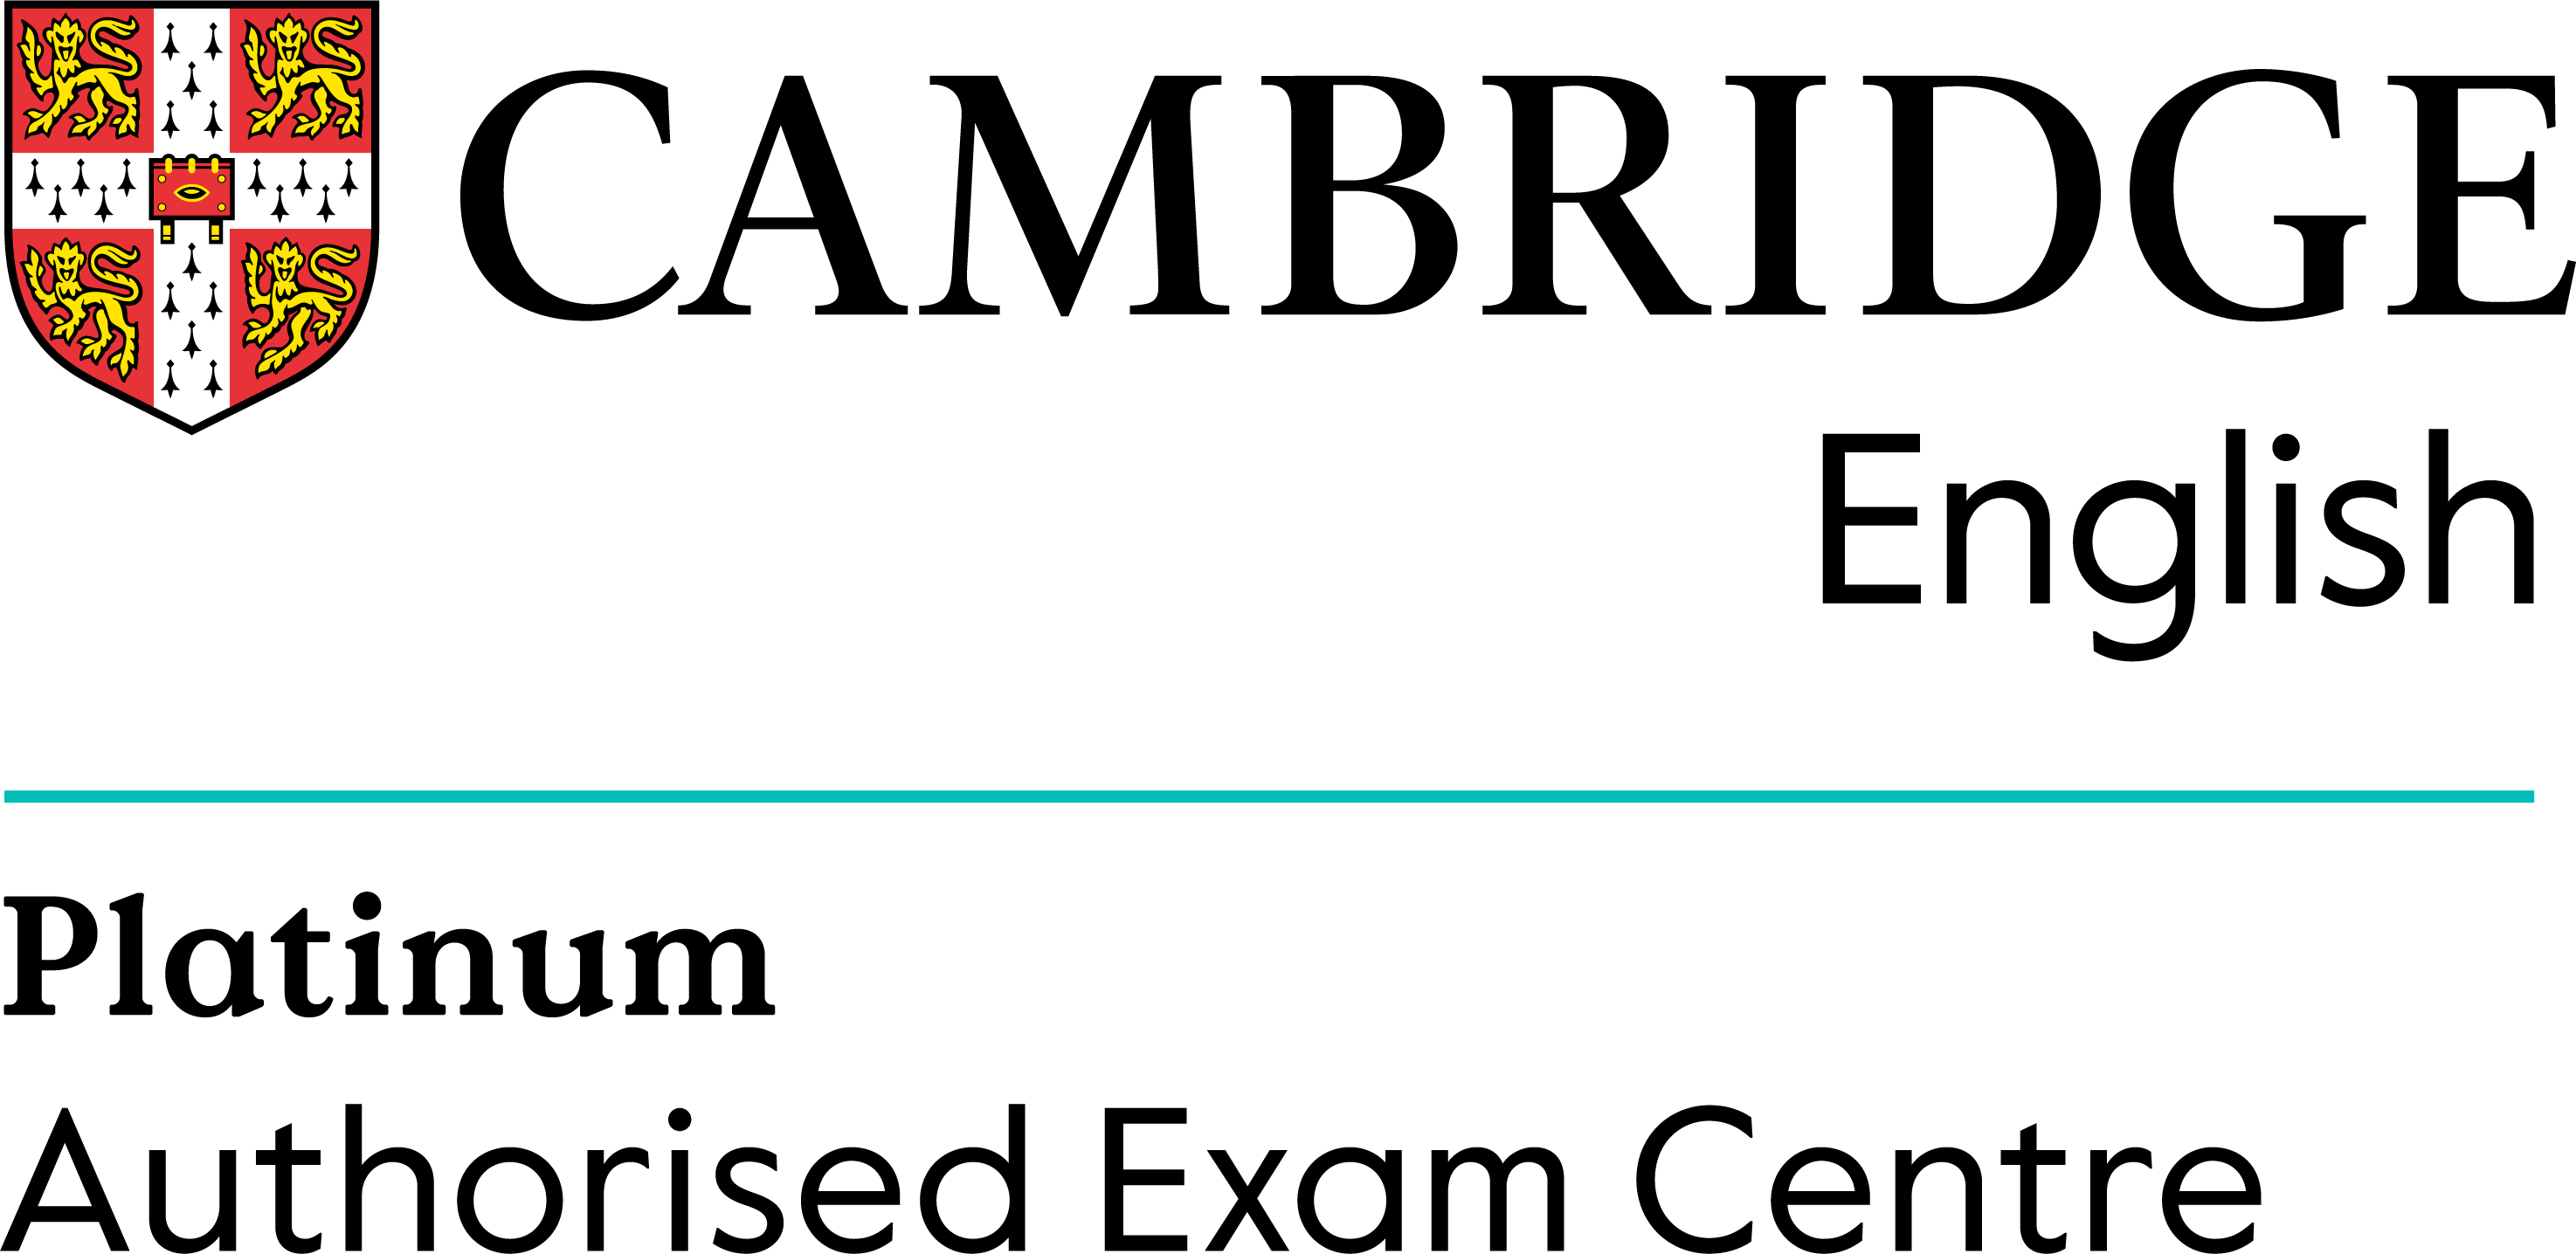 CAMBRIDGE
English
Platinum
Authorised Exam Centre